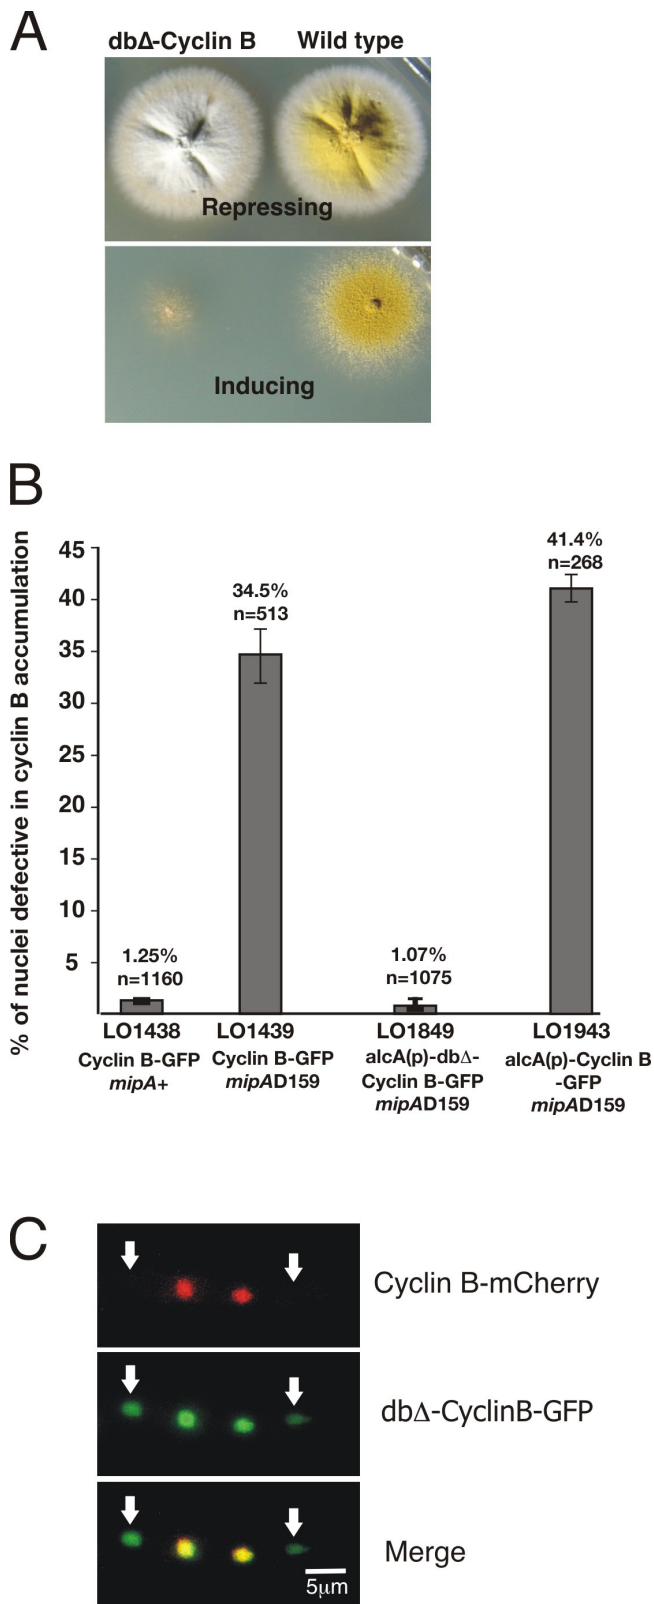 A
dbΔ-Cyclin B Wild type
Repressing
Inducing
B
% of nuclei defective in cyclin B accumulation
45
40
35
30
25
20
15
10
5
1.25%
n=1160
34.5%
n=513
1.07%
n=1075
41.4%
n=268
LO1438
Cyclin B-GFP
mipA+
LO1439
Cyclin B-GFP
mipAD159
LO1849
alcA(p)-dbΔ-
Cyclin B-GFP
mipAD159
LO1943
alcA(p)-Cyclin B
-GFP
mipAD159
C
Cyclin B-mCherry
dbΔ-CyclinB-GFP
Merge
5μm